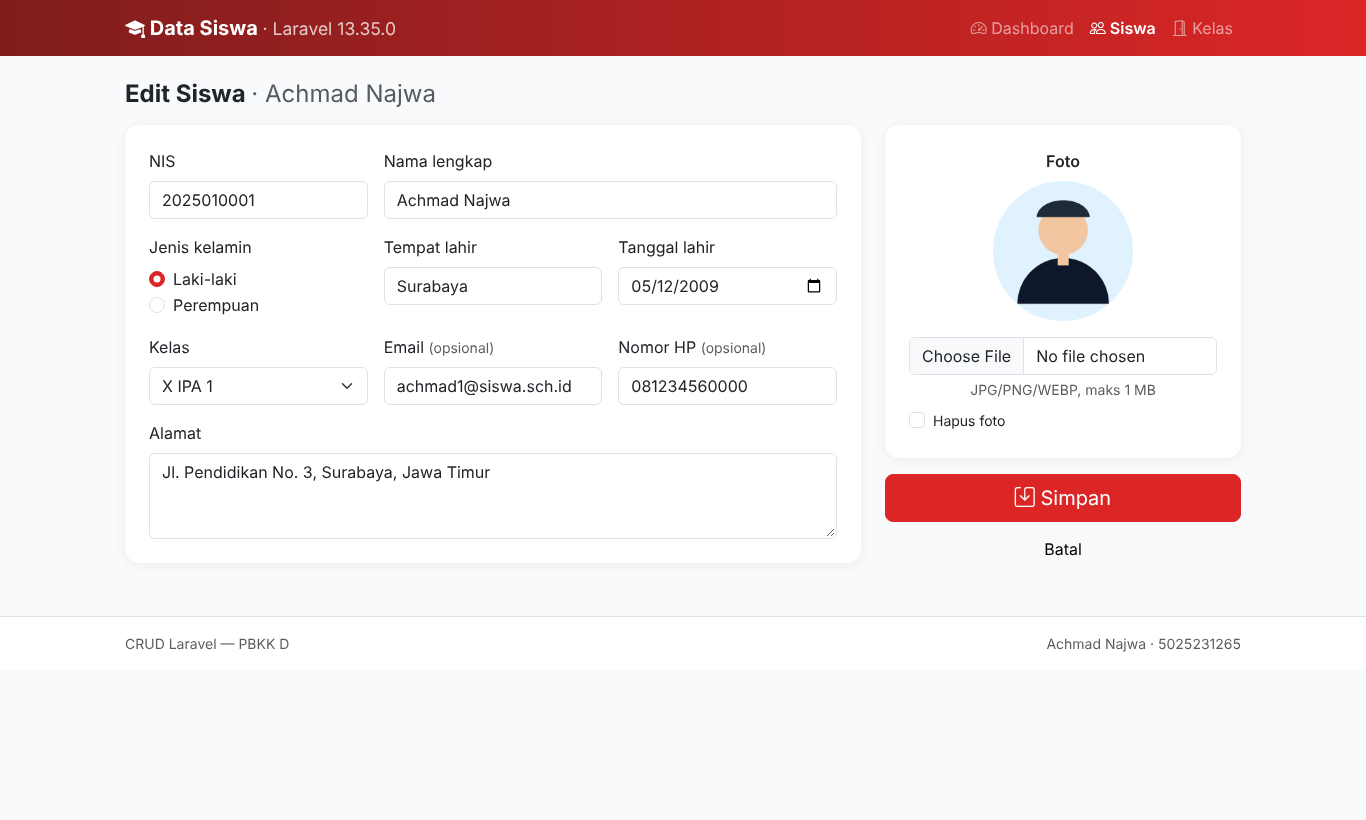 Data Siswa · Laravel 13.35.0
Dashboard
Siswa
Kelas
Edit Siswa · Achmad Najwa
NIS
2025010001
Nama lengkap
Achmad Najwa
Jenis kelamin
Laki-laki
Perempuan
Tempat lahir
Surabaya
Tanggal lahir
05/12/2009
Kelas
X IPA 1
Email (opsional)
achmad1@siswa.sch.id
Nomor HP (opsional)
081234560000
Alamat
Jl. Pendidikan No. 3, Surabaya, Jawa Timur
Foto
Choose File No file chosen
JPG/PNG/WEBP, maks 1 MB
Hapus foto
Simpan
Batal
CRUD Laravel — PBKK D
Achmad Najwa · 5025231265